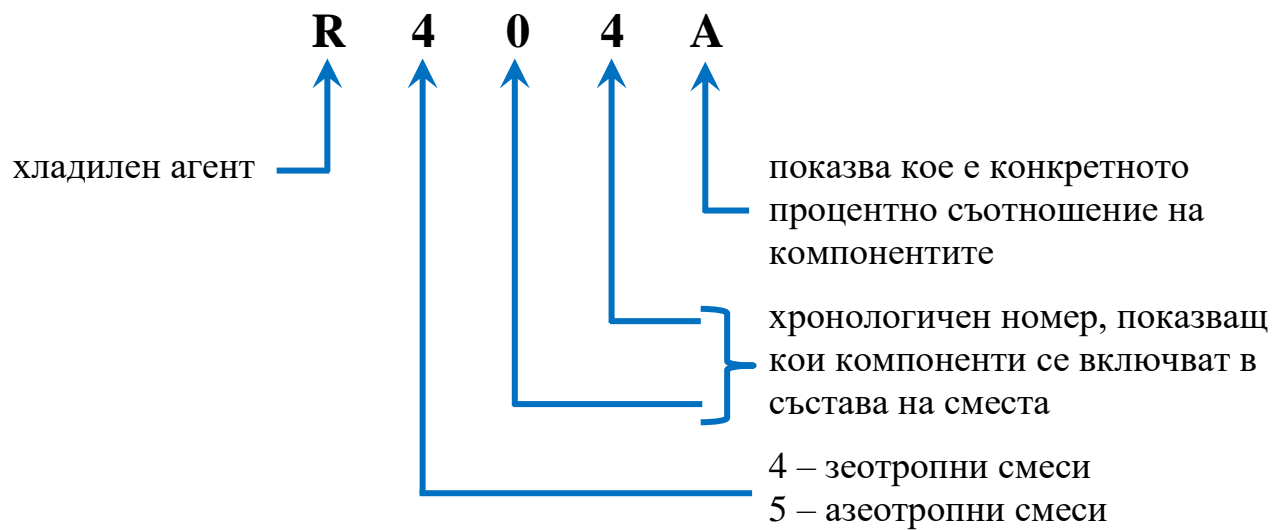 R 4 0 4 A
хладилен агент
показва кое е конкретното
процентно съотношение на
компонентите
хронологичен номер, показващ
кои компоненти се включват в
състава на сместа
4 – зеотропни смеси
5 – азеотропни смеси